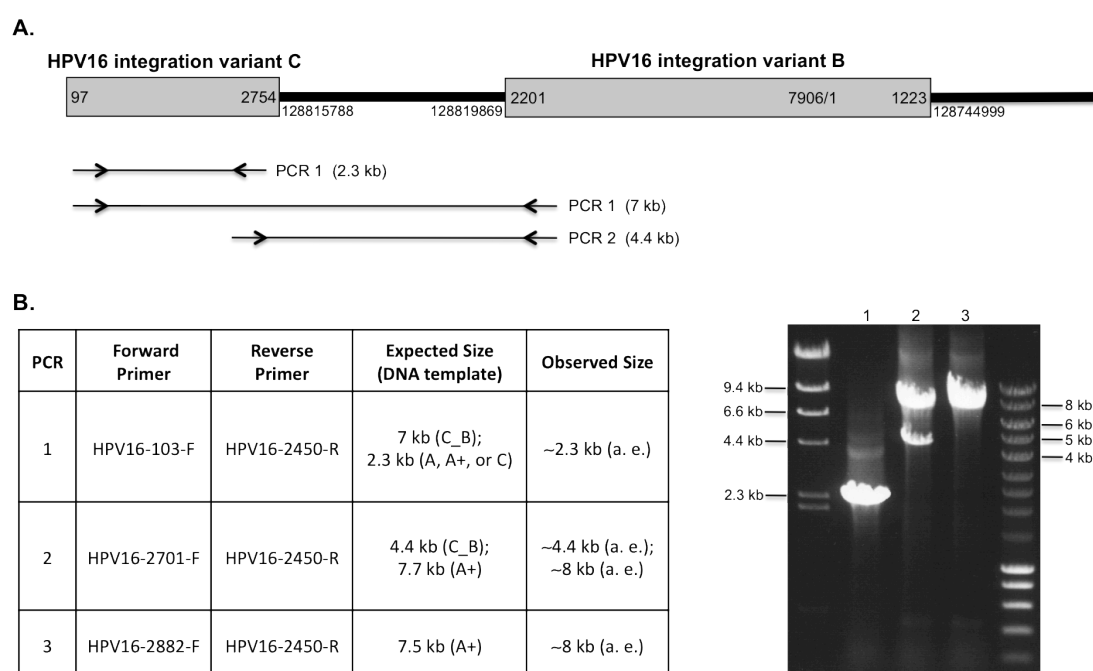 A.
HPV16 integration variant C
HPV16 integration variant B
97 2754 2201 7906/1 1223
128815788 128819869 128744999
PCR 1 (2.3 kb)
PCR 1 (7 kb)
PCR 2 (4.4 kb)
B.
PCR Forward Primer Reverse Primer Expected Size (DNA template) Observed Size
1 HPV16-103-F HPV16-2450-R 7 kb (C_B); 2.3 kb (A, A+, or C) ~2.3 kb (a. e.)
2 HPV16-2701-F HPV16-2450-R 4.4 kb (C_B); 7.7 kb (A+) ~4.4 kb (a. e.); ~8 kb (a. e.)
3 HPV16-2882-F HPV16-2450-R 7.5 kb (A+) ~8 kb (a. e.)
1 2 3
9.4 kb
6.6 kb
4.4 kb
2.3 kb
8 kb
6 kb
5 kb
4 kb